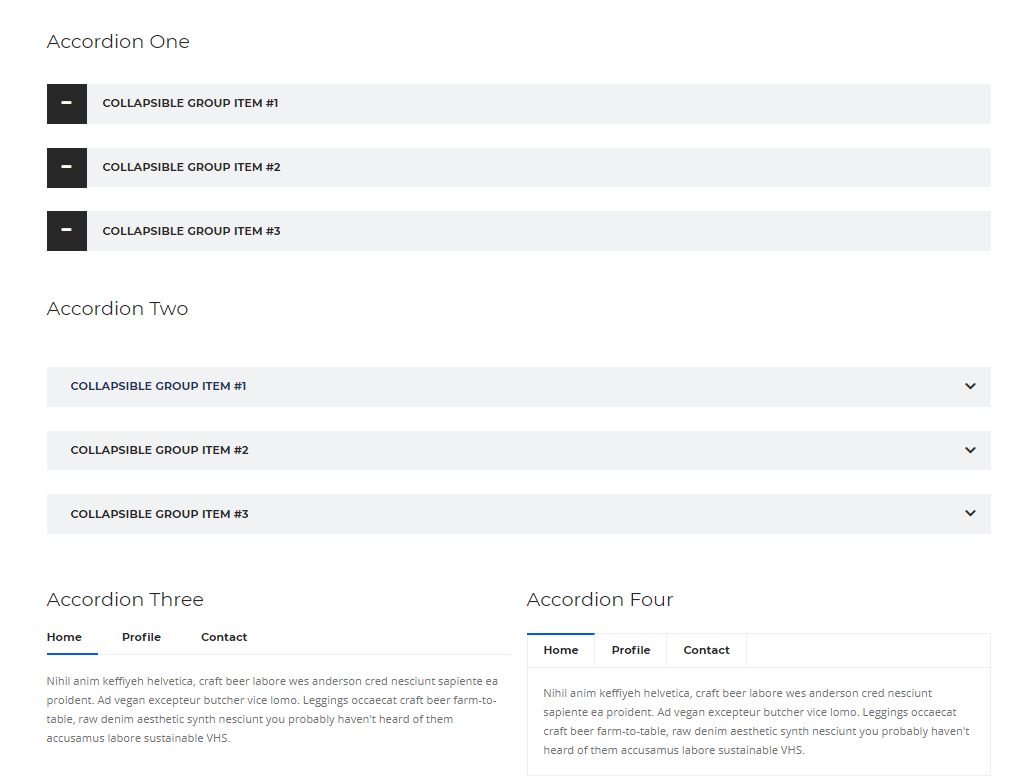 Accordion One
COLLAPSIBLE GROUP ITEM #1
COLLAPSIBLE GROUP ITEM #2
COLLAPSIBLE GROUP ITEM #3
Accordion Two
COLLAPSIBLE GROUP ITEM #1
COLLAPSIBLE GROUP ITEM #2
COLLAPSIBLE GROUP ITEM #3
Accordion Three
Home Profile Contact
Nihil anim keffiyeh helvetica, craft beer labore wes anderson cred nesciunt sapiente ea
proident. Ad vegan excepteur butcher vice lomo. Leggings occaecat craft beer farm-to-
table, raw denim aesthetic synth nesciunt you probably haven't heard of them
accusamus labore sustainable VHS.
Accordion Four
Home Profile Contact
Nihil anim keffiyeh helvetica, craft beer labore wes anderson cred nesciunt
sapiente ea proident. Ad vegan excepteur butcher vice lomo. Leggings occaecat
craft beer farm-to-table, raw denim aesthetic synth nesciunt you probably haven't
heard of them accusamus labore sustainable VHS.